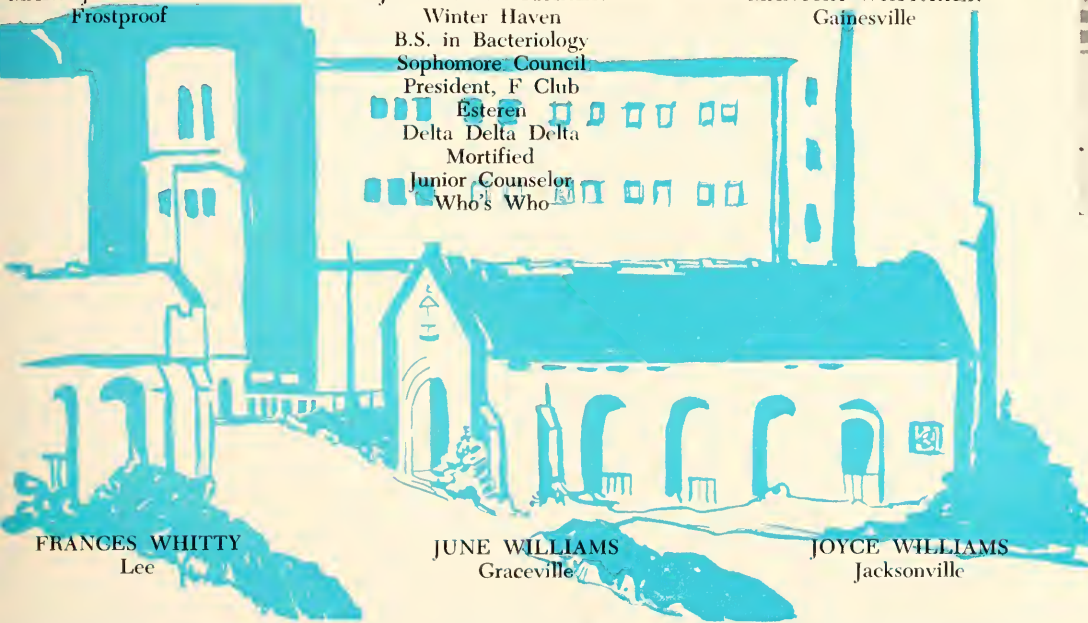 Frostproof
Winter Haven
B.S. in Bacteriology
Sophomore Council
President, F Club
Esteren
Delta Delta Delta
Mortified
Junior Counselor
Who's Who
Gainesville
FRANCES WHITTY
Lee
JUNE WILLIAMS
Graceville
JOYCE WILLIAMS
Jacksonville